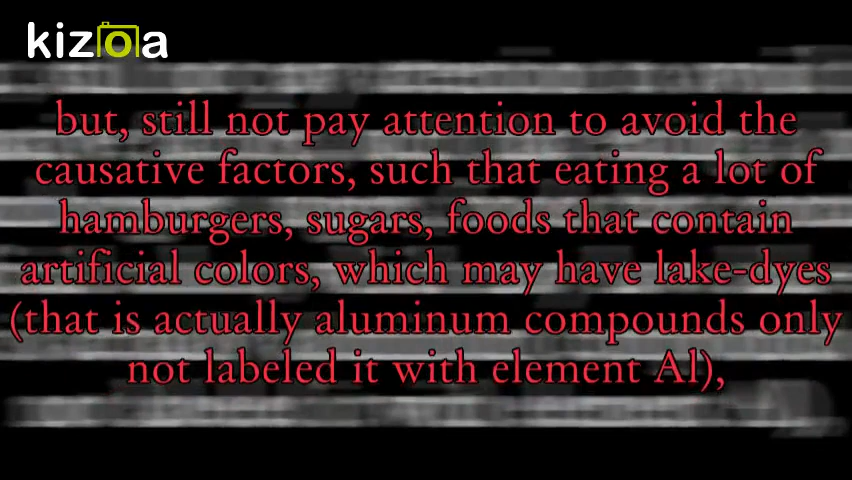 kizoa
but, still not pay attention to avoid the
causative factors, such that eating a lot of
hamburgers, sugars, foods that contain
artificial colors, which may have lake-dyes
(that is actually aluminum compounds only
not labeled it with element Al),